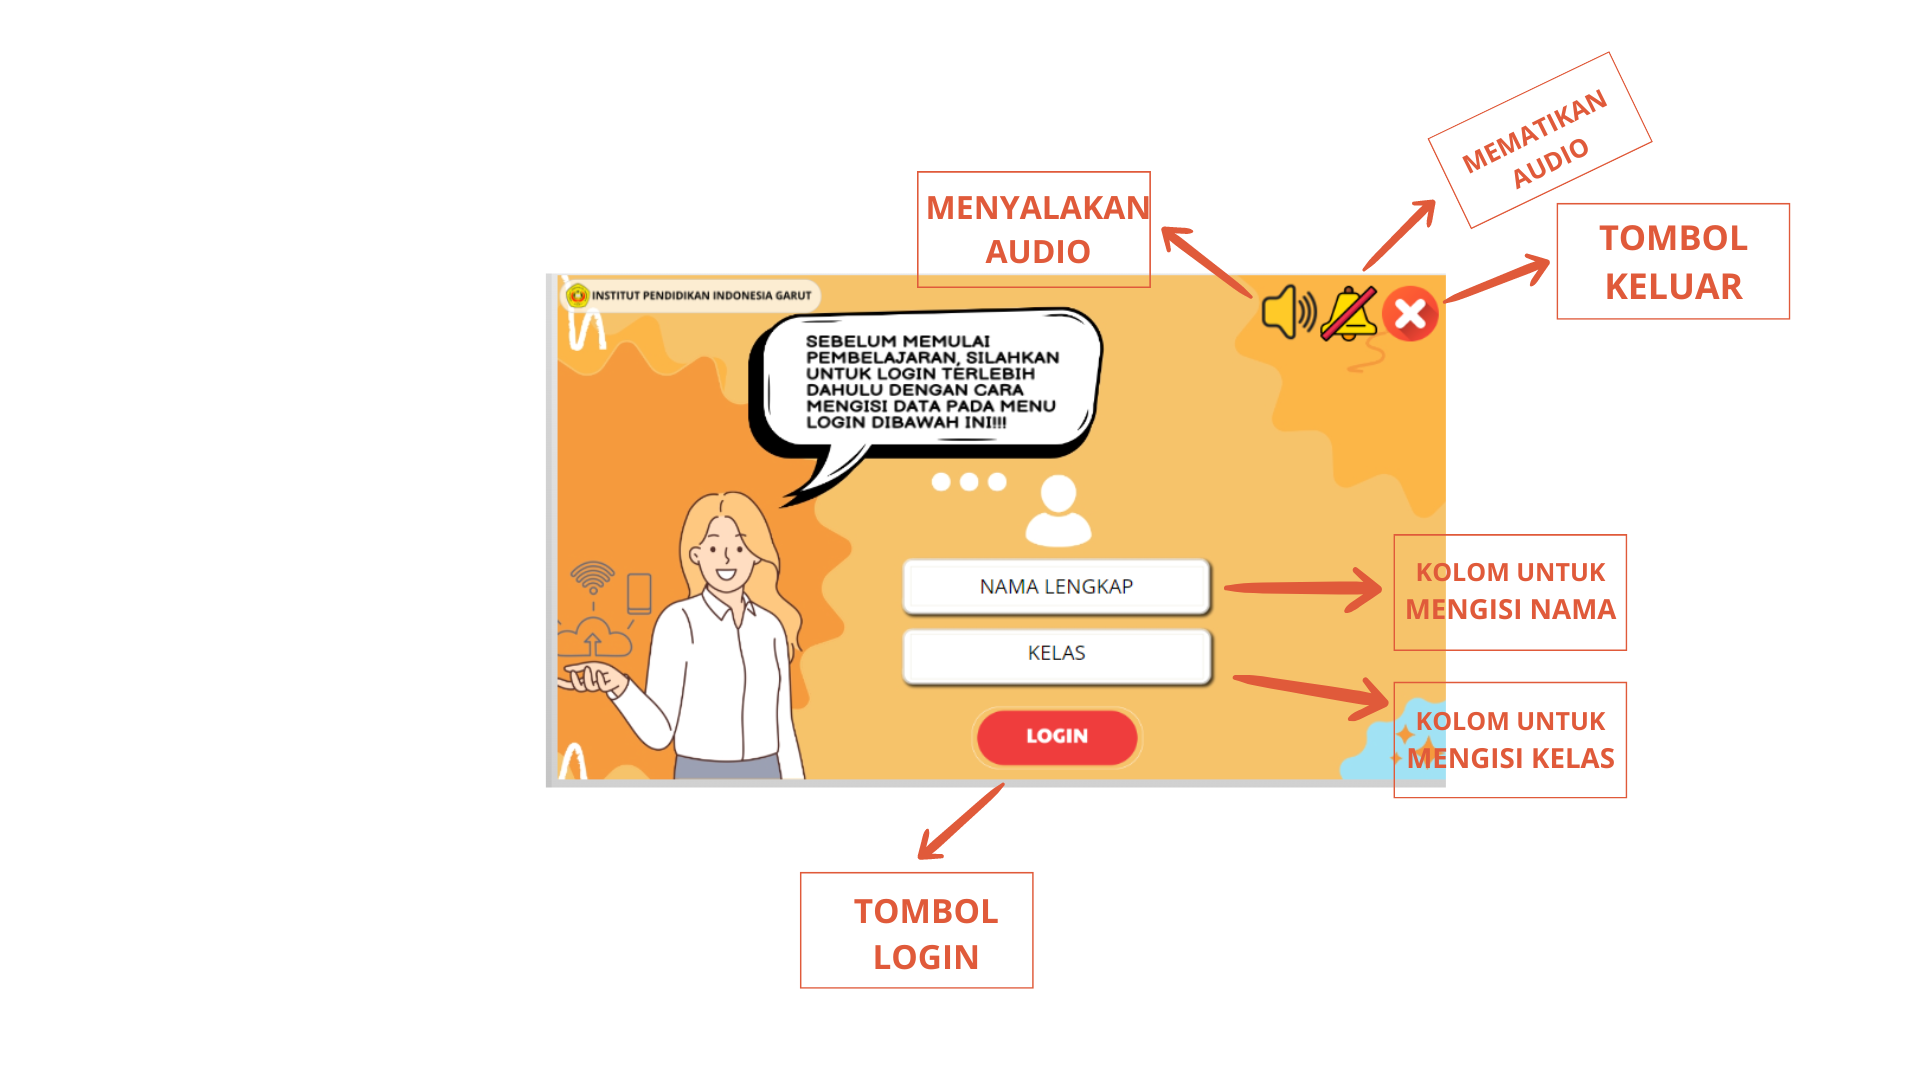 MEMATIKAN
AUDIO
MENYALAKAN
AUDIO
TOMBOL
KELUAR
INSTITUT PENDIDIKAN INDONESIA GARUT
SEBELUM MEMULAI
PEMBELAJARAN, SILAHKAN
UNTUK LOGIN TERLEBIH
DAHULU DENGAN CARA
MENGISI DATA PADA MENU
LOGIN DIBAWAH INI!!!
NAMA LENGKAP
KOLOM UNTUK
MENGISI NAMA
KELAS
KOLOM UNTUK
MENGISI KELAS
LOGIN
TOMBOL
LOGIN